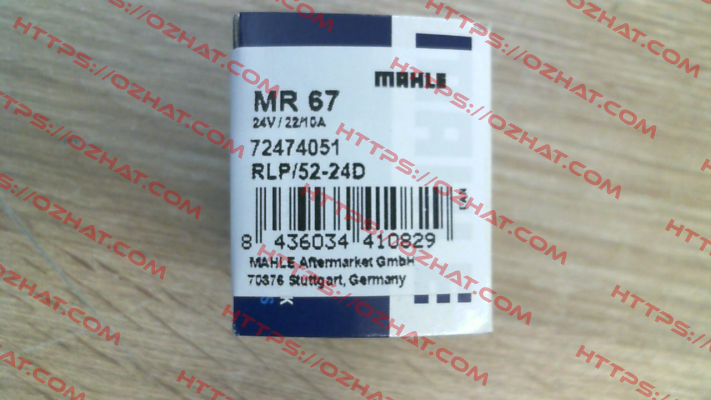 MAHLE
MR 67
24V / 22/10A
72474051
RLP/52-24D
8 436034 410829
MAHLE Aftermarket GmbH
70376 Stuttgart, Germany
MAHLE
HTTPS://OZHAT.COM